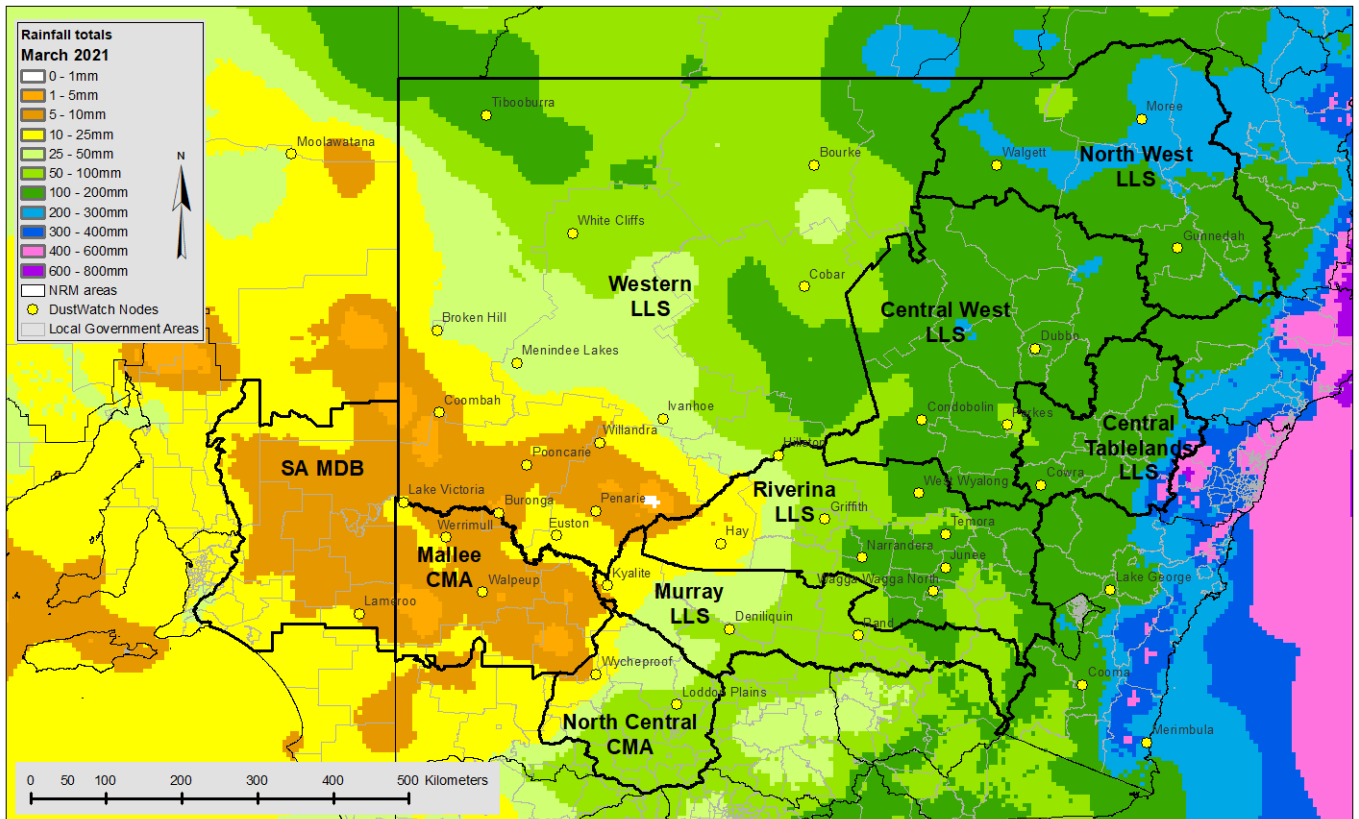 Rainfall totals
March 2021
0 - 1mm
1 - 5mm
5 - 10mm
10 - 25mm
25 - 50mm
50 - 100mm
100 - 200mm
200 - 300mm
300 - 400mm
400 - 600mm
600 - 800mm
NRM areas
DustWatch Nodes
Local Government Areas
N
Tibooburra
Moree
Moolawatana
Bourke
Walgett
North West
LLS
White Cliffs
Gunnedah
Western
LLS
Cobar
Central West
LLS
Broken Hill
Dubbo
Menindee Lakes
Coombah
Ivanhoe
Condobolin
Parkes
Central
Tablelands
LLS
Willandra
Hillston
Pooncarie
SA MDB
Cowra
Lake Victoria
Buronga
Penarie
Riverina
LLS
West Wyalong
Griffith
Werrimull
Euston
Hay
Temora
Mallee
CMA
Narrandera
Junee
Walpeup
Kyalite
Murray
LLS
Wagga Wagga North
Lake George
Lameroo
Deniliquin
Rand
Wycheproof
Cooma
Loddon Plains
North Central
CMA
Merimbula
0 50 100 200 300 400 500 Kilometers